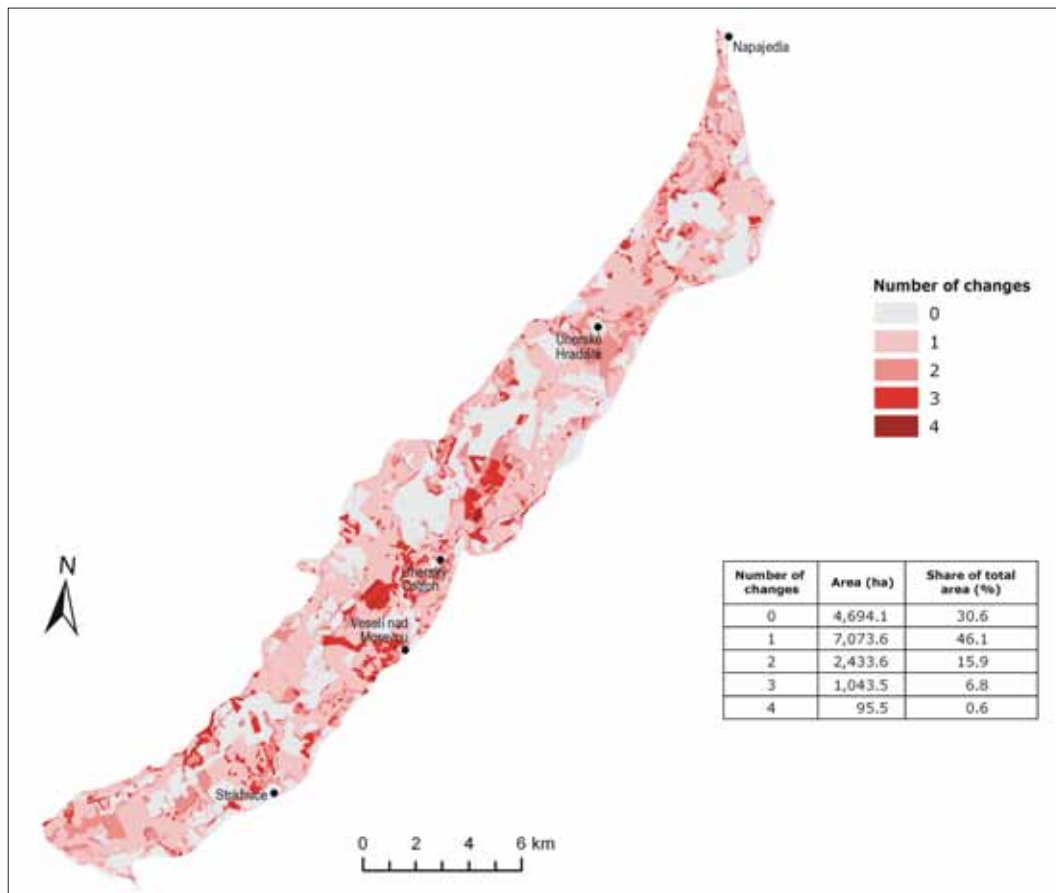 Napajedla
Number of changes
0
1
2
3
4
Uherské
Hradiště
N
Uherský
Ostroh
Veselí nad
Moravou
Strážnice
0 2 4 6 km
Number of changes Area (ha) Share of total area (%)
0 4,694.1 30.6
1 7,073.6 46.1
2 2,433.6 15.9
3 1,043.5 6.8
4 95.5 0.6